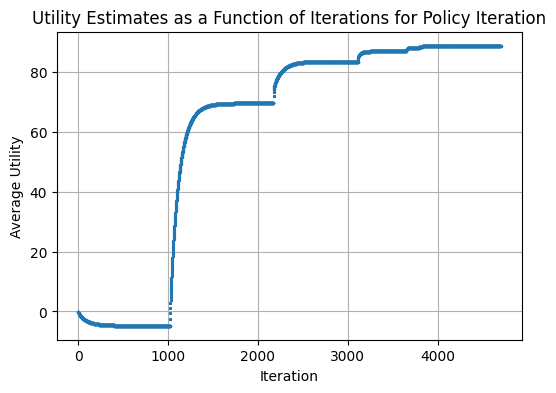 Utility Estimates as a Function of Iterations for Policy Iteration
80
60
40
20
0
Average Utility
0 1000 2000 3000 4000
Iteration